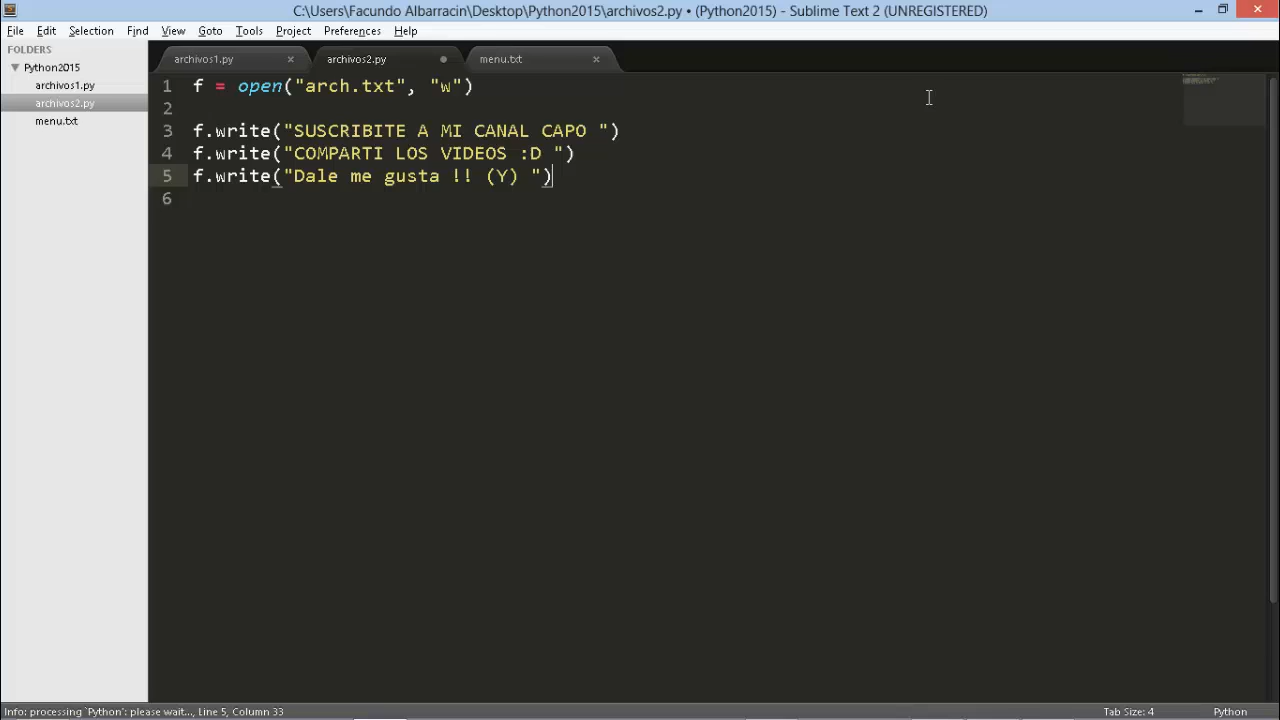 C:\Users\Facundo Albaracin\Desktop\Python2015\archivos2.py • (Python2015) - Sublime Text 2 (UNREGISTERED)
File Edit Selection Find View Goto Tools Project Preferences Help
FOLDERS
Python2015
archivos1.py
archivos2.py
menu.txt
archivos1.py archivos2.py menu.txt
1 f = open("arch.txt", "w")
2
3 f.write("SUSCRIBITE A MI CANAL CAPO ")
4 f.write("COMPARTI LOS VIDEOS :D ")
5 f.write("Dale me gusta !! (Y) ")
6
Info: processing `Python': please wait..., Line 5, Column 33 Tab Size: 4 Python